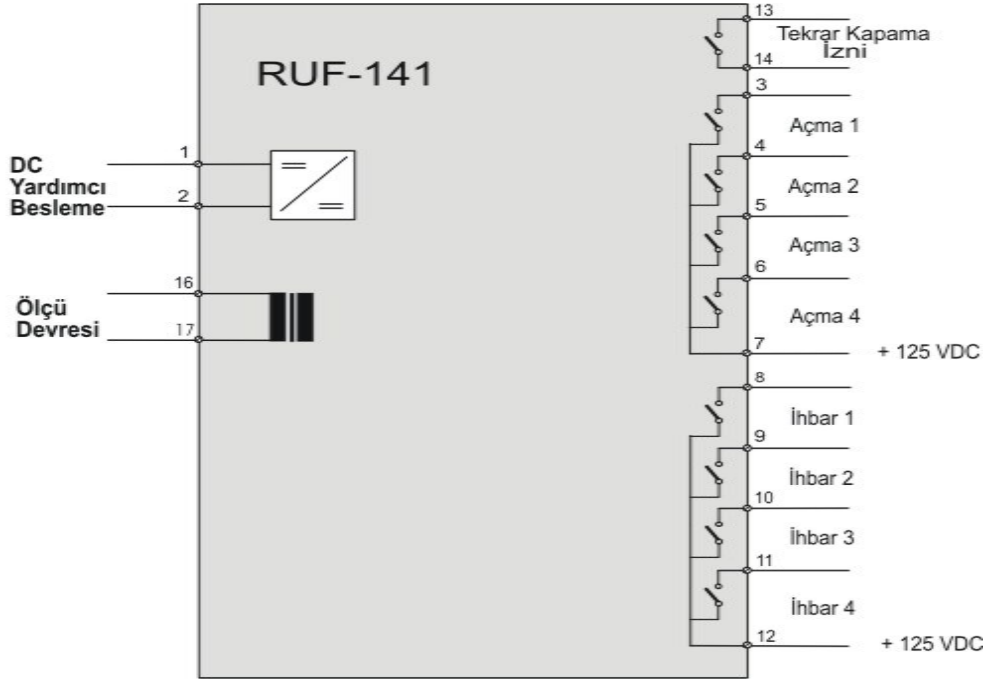 RUF-141
1
DC
Yardımcı
2
Besleme
16
Ölçü
Devresi
17
13
Tekrar Kapama
İzni
14
3
Açma 1
4
Açma 2
5
Açma 3
6
Açma 4
7
+ 125 VDC
8
İhbar 1
9
İhbar 2
10
İhbar 3
11
İhbar 4
12
+ 125 VDC